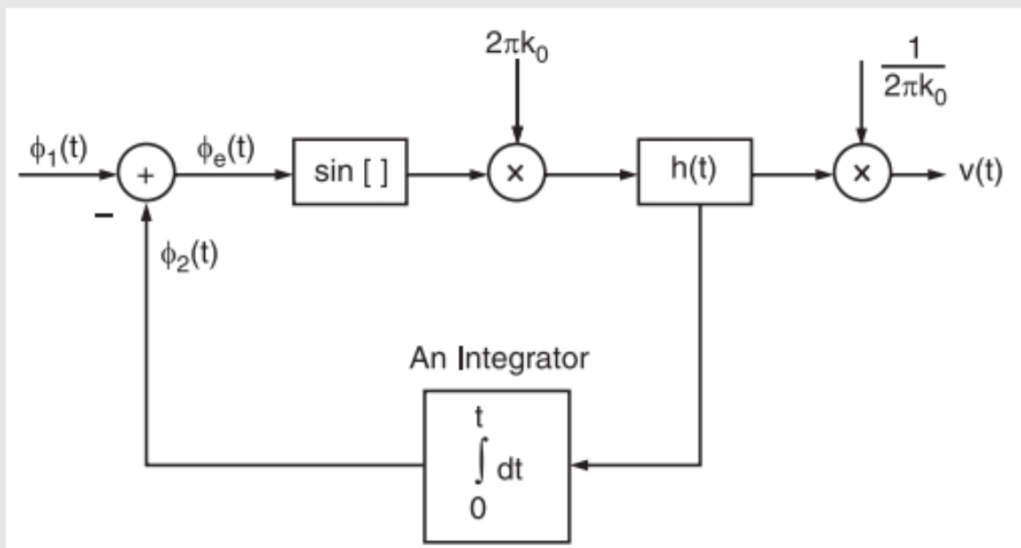 2πk₀
1
2πk₀
ϕ₁(t)
+
ϕₑ(t)
sin [ ]
×
h(t)
×
v(t)
−
ϕ₂(t)
An Integrator
t
∫ dt
0